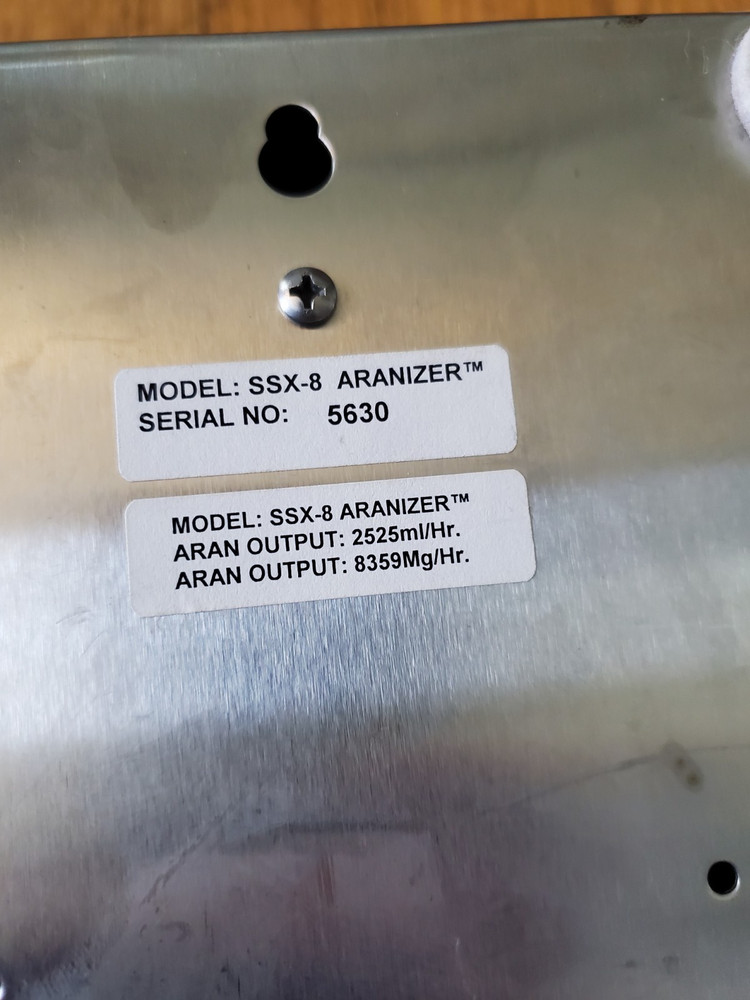 MODEL: SSX-8 ARANIZER™
SERIAL NO: 5630
MODEL: SSX-8 ARANIZER™
ARAN OUTPUT: 2525ml/Hr.
ARAN OUTPUT: 8359Mg/Hr.